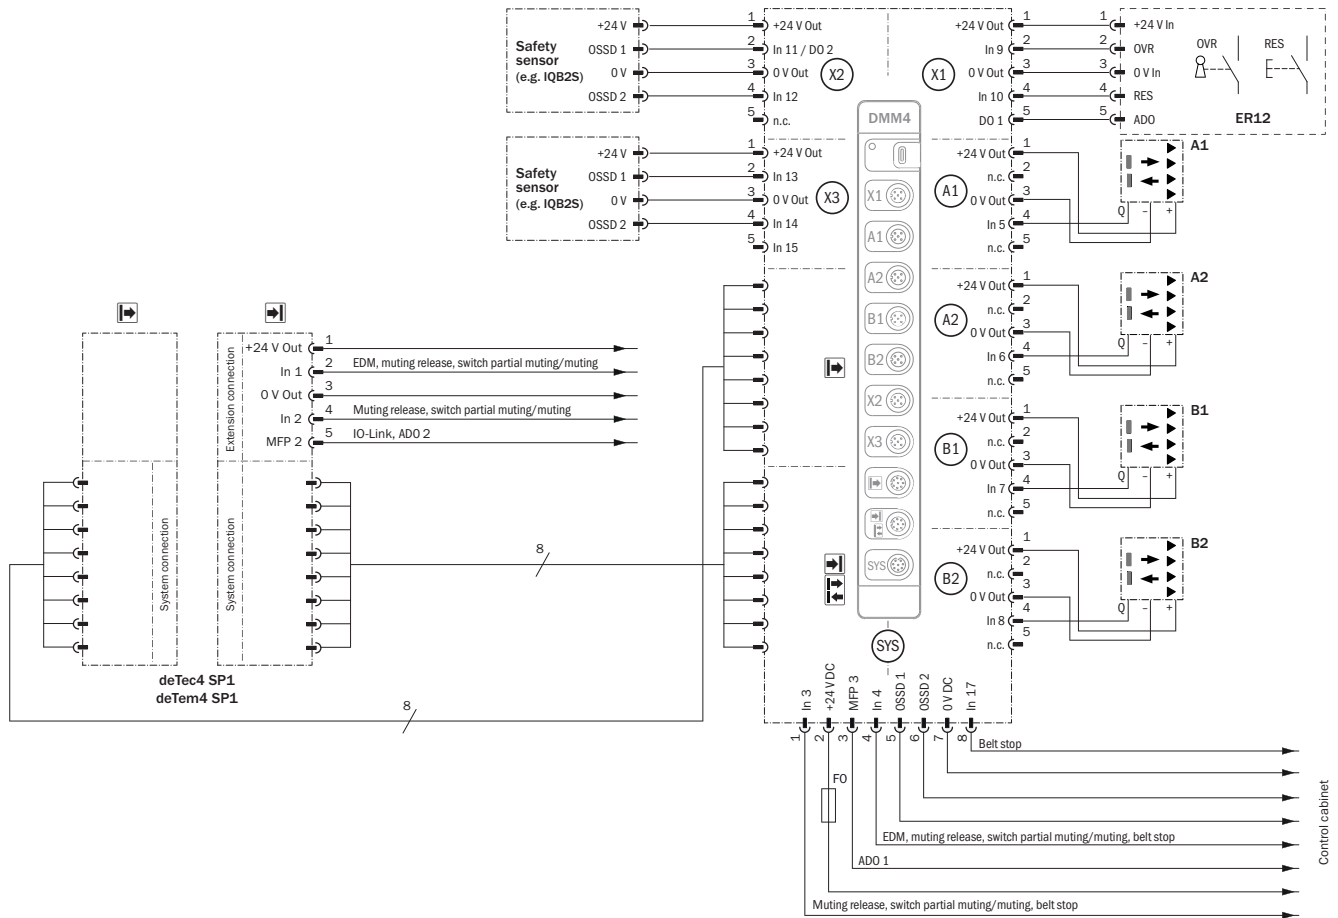 Safety
sensor
(e.g. IQB2S)
+24 V
OSSD 1
0 V
OSSD 2
1 +24 V Out
2 In 11 / DO 2
3 0 V Out
4 In 12
5 n.c.
X2
X1
+24 V Out 1
In 9 2
0 V Out 3
In 10 4
DO 1 5
1 +24 V In
2 OVR
3 0 V In
4 RES
5 ADO
OVR
RES
ER12
Safety
sensor
(e.g. IQB2S)
+24 V
OSSD 1
0 V
OSSD 2
1 +24 V Out
2 In 13
3 0 V Out
4 In 14
5 In 15
X3
DMM4
X1
A1
A2
B1
B2
X2
X3
SYS
A1
+24 V Out 1
n.c. 2
0 V Out 3
In 5 4
n.c. 5
A1
Q – +
A2
+24 V Out 1
n.c. 2
0 V Out 3
In 6 4
n.c. 5
A2
Q – +
B1
+24 V Out 1
n.c. 2
0 V Out 3
In 7 4
n.c. 5
B1
Q – +
B2
+24 V Out 1
n.c. 2
0 V Out 3
In 8 4
n.c. 5
B2
Q – +
Extension connection
+24 V Out 1
In 1 2 EDM, muting release, switch partial muting/muting
0 V Out 3
In 2 4 Muting release, switch partial muting/muting
MFP 2 5 IO-Link, ADO 2
System connection
System connection
8
8
deTec4 SP1
deTem4 SP1
SYS
In 3
+24 V DC
MFP 3
In 4
OSSD 1
OSSD 2
0 V DC
In 17
1
2
3
4
5
6
7
8
Belt stop
F0
EDM, muting release, switch partial muting/muting, belt stop
ADO 1
Muting release, switch partial muting/muting, belt stop
Control cabinet